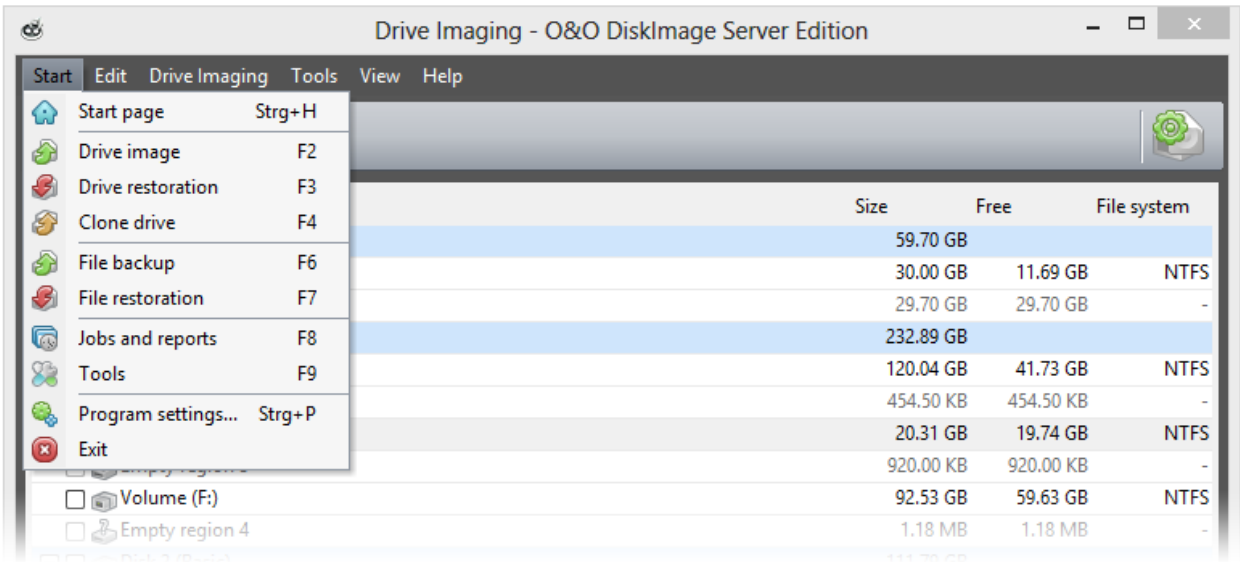 Drive Imaging - O&O DiskImage Server Edition
Start Edit Drive Imaging Tools View Help
Start page Strg+H
Drive image F2
Drive restoration F3
Clone drive F4
File backup F6
File restoration F7
Jobs and reports F8
Tools F9
Program settings... Strg+P
Exit
Size Free File system
59.70 GB
30.00 GB 11.69 GB NTFS
29.70 GB 29.70 GB -
232.89 GB
120.04 GB 41.73 GB NTFS
454.50 KB 454.50 KB -
20.31 GB 19.74 GB NTFS
920.00 KB 920.00 KB -
Volume (F:) 92.53 GB 59.63 GB NTFS
Empty region 4 1.18 MB 1.18 MB -